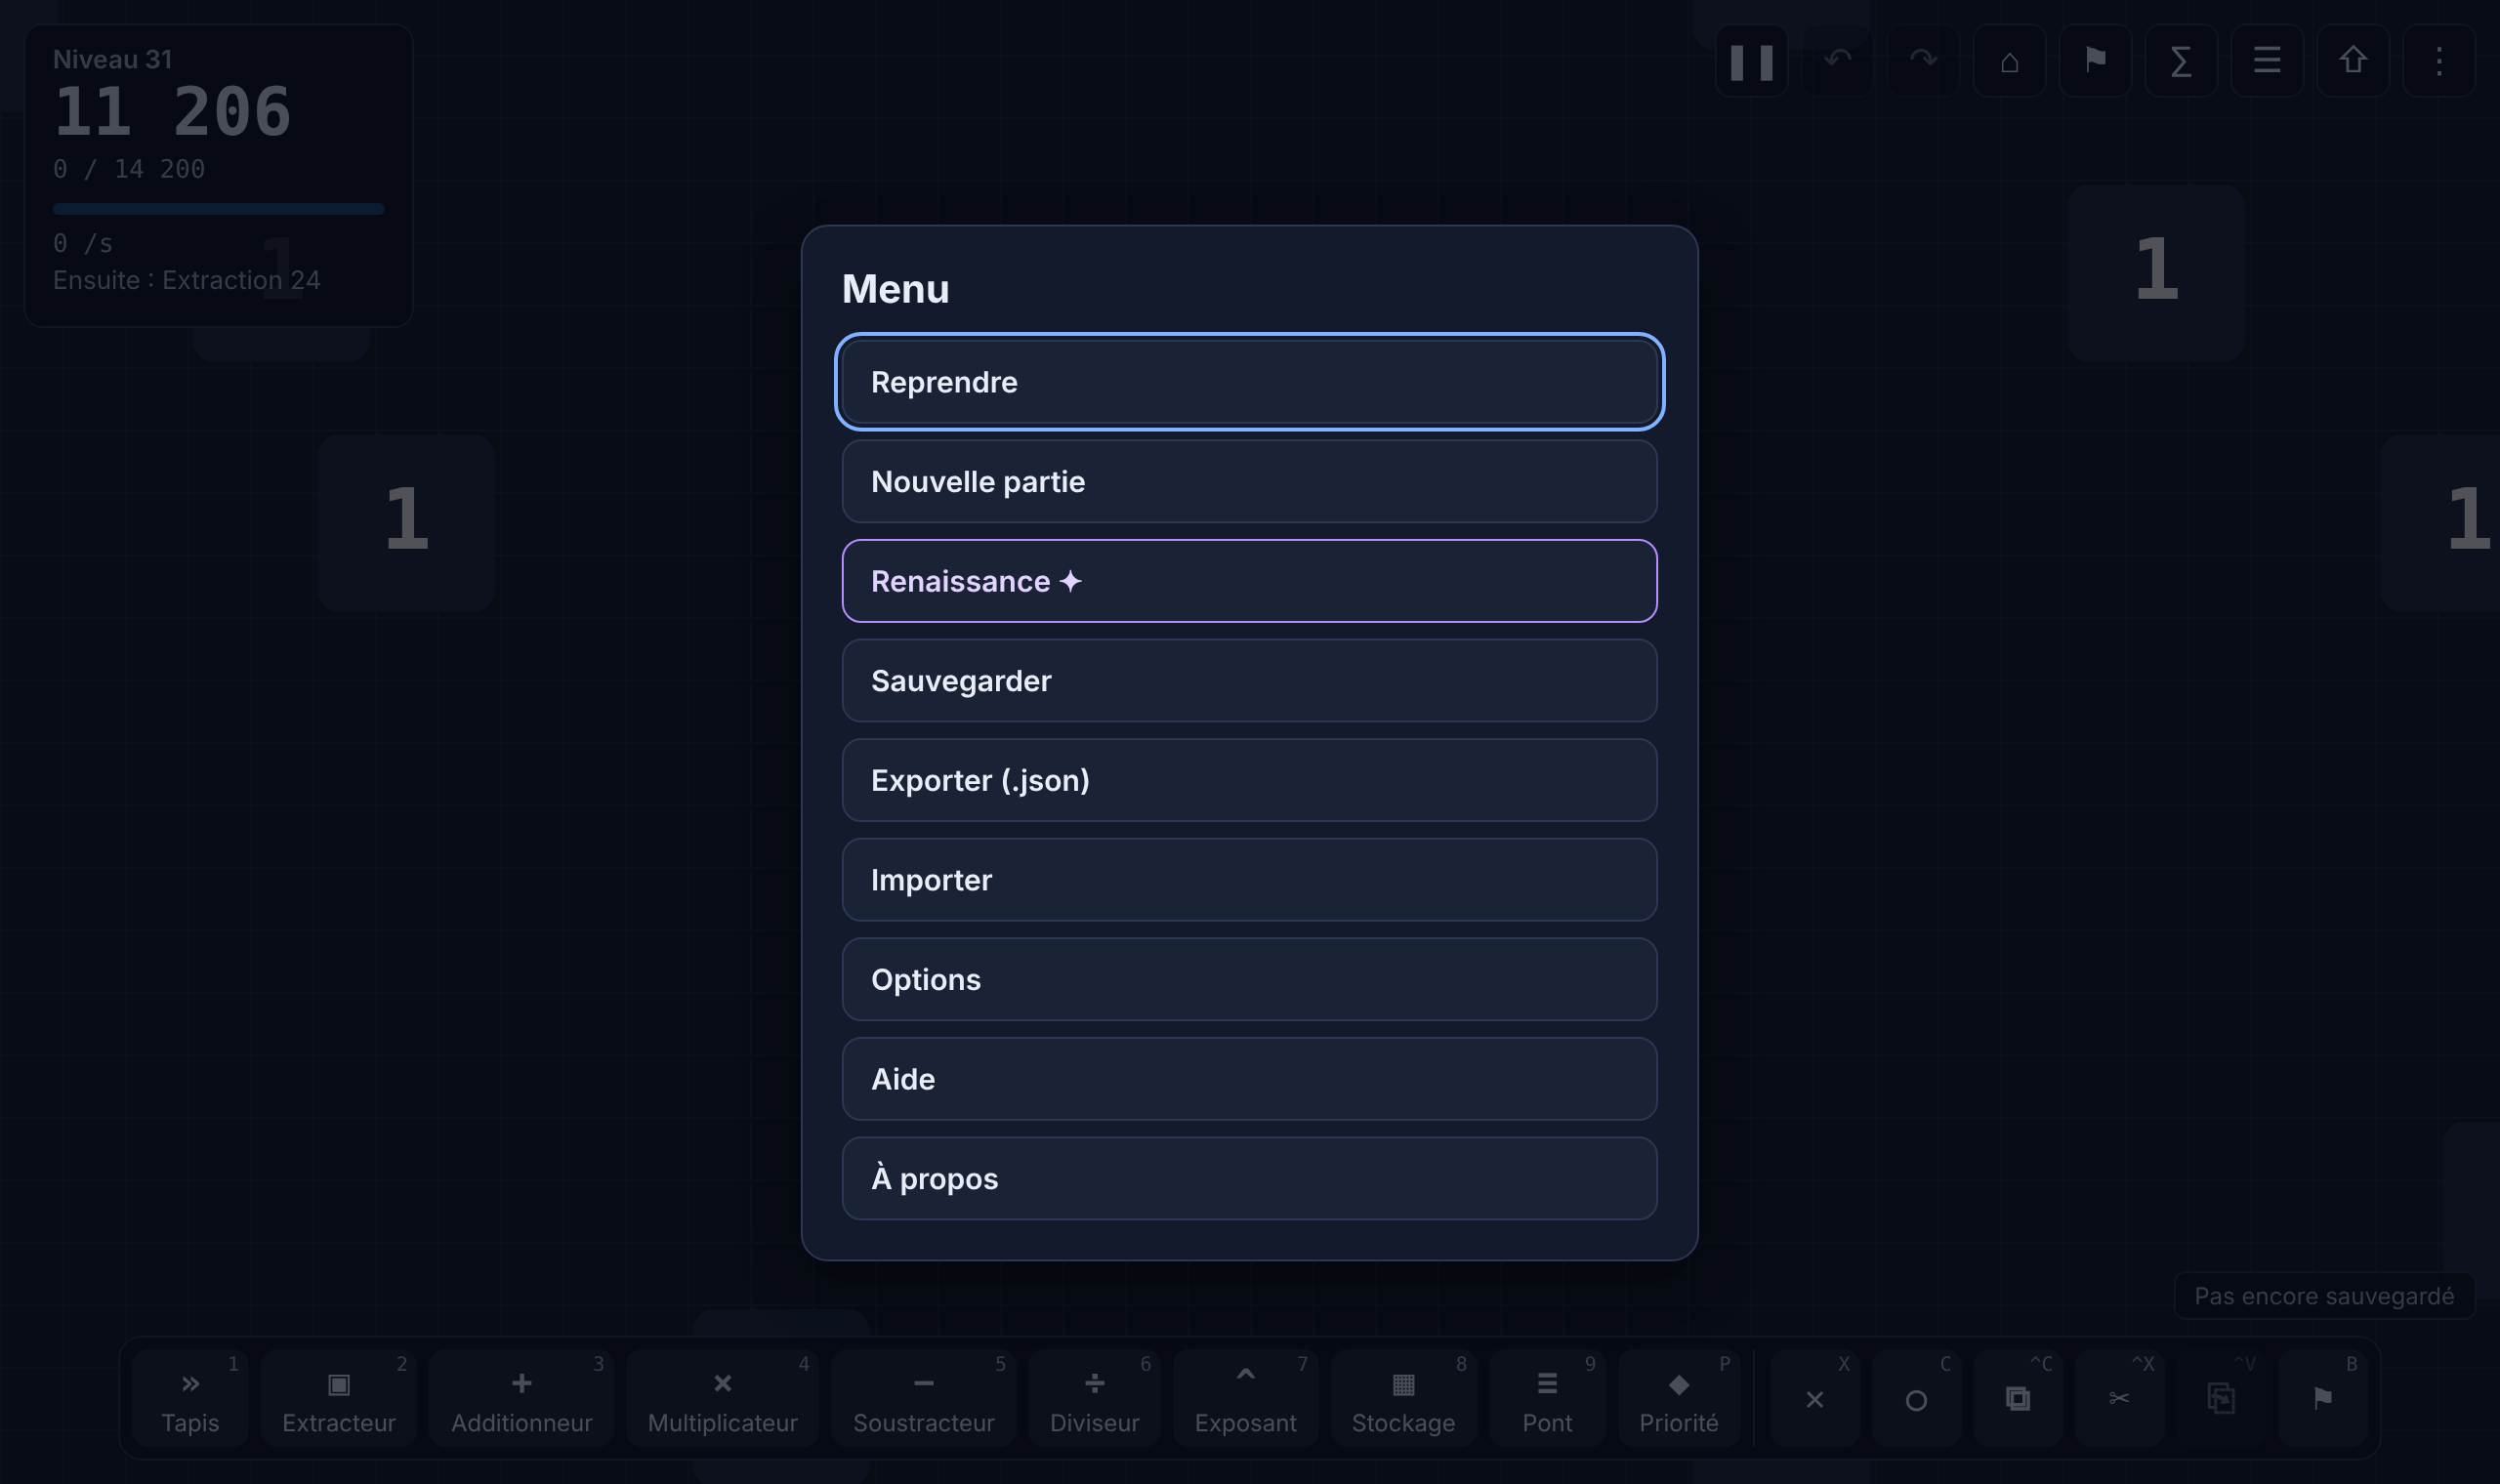 Niveau 31
11 206
0 / 14 200
0 /s
1
Ensuite : Extraction 24
❚❚ ↶ ↷ ⌂ ⚑ ∑ ☰ ⇧ ⋮
1
1
1
Menu
Reprendre
Nouvelle partie
Renaissance ✦
Sauvegarder
Exporter (.json)
Importer
Options
Aide
À propos
Pas encore sauvegardé
» 1
Tapis
▣ 2
Extracteur
+ 3
Additionneur
× 4
Multiplicateur
− 5
Soustracteur
÷ 6
Diviseur
^ 7
Exposant
▦ 8
Stockage
≡ 9
Pont
◆ P
Priorité
✕ X
○ C
⧉ ^C
✂ ^X
^V
⚑ B